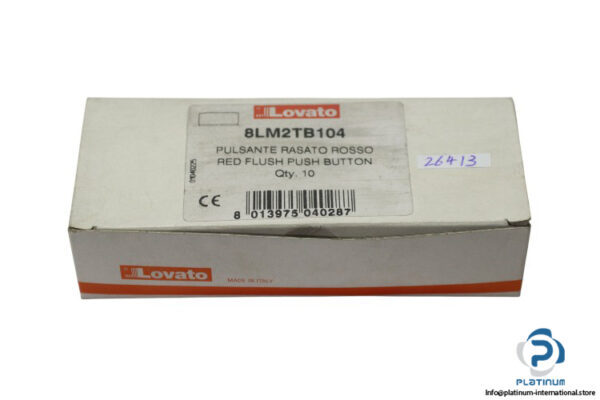 Lovato
8LM2TB104
PULSANTE RASATO ROSSO
RED FLUSH PUSH BUTTON
Qty. 10
CE
8 013975 040287
26413
Lovato
MADE IN ITALY
PLATINUM
Info@platinum-international.store